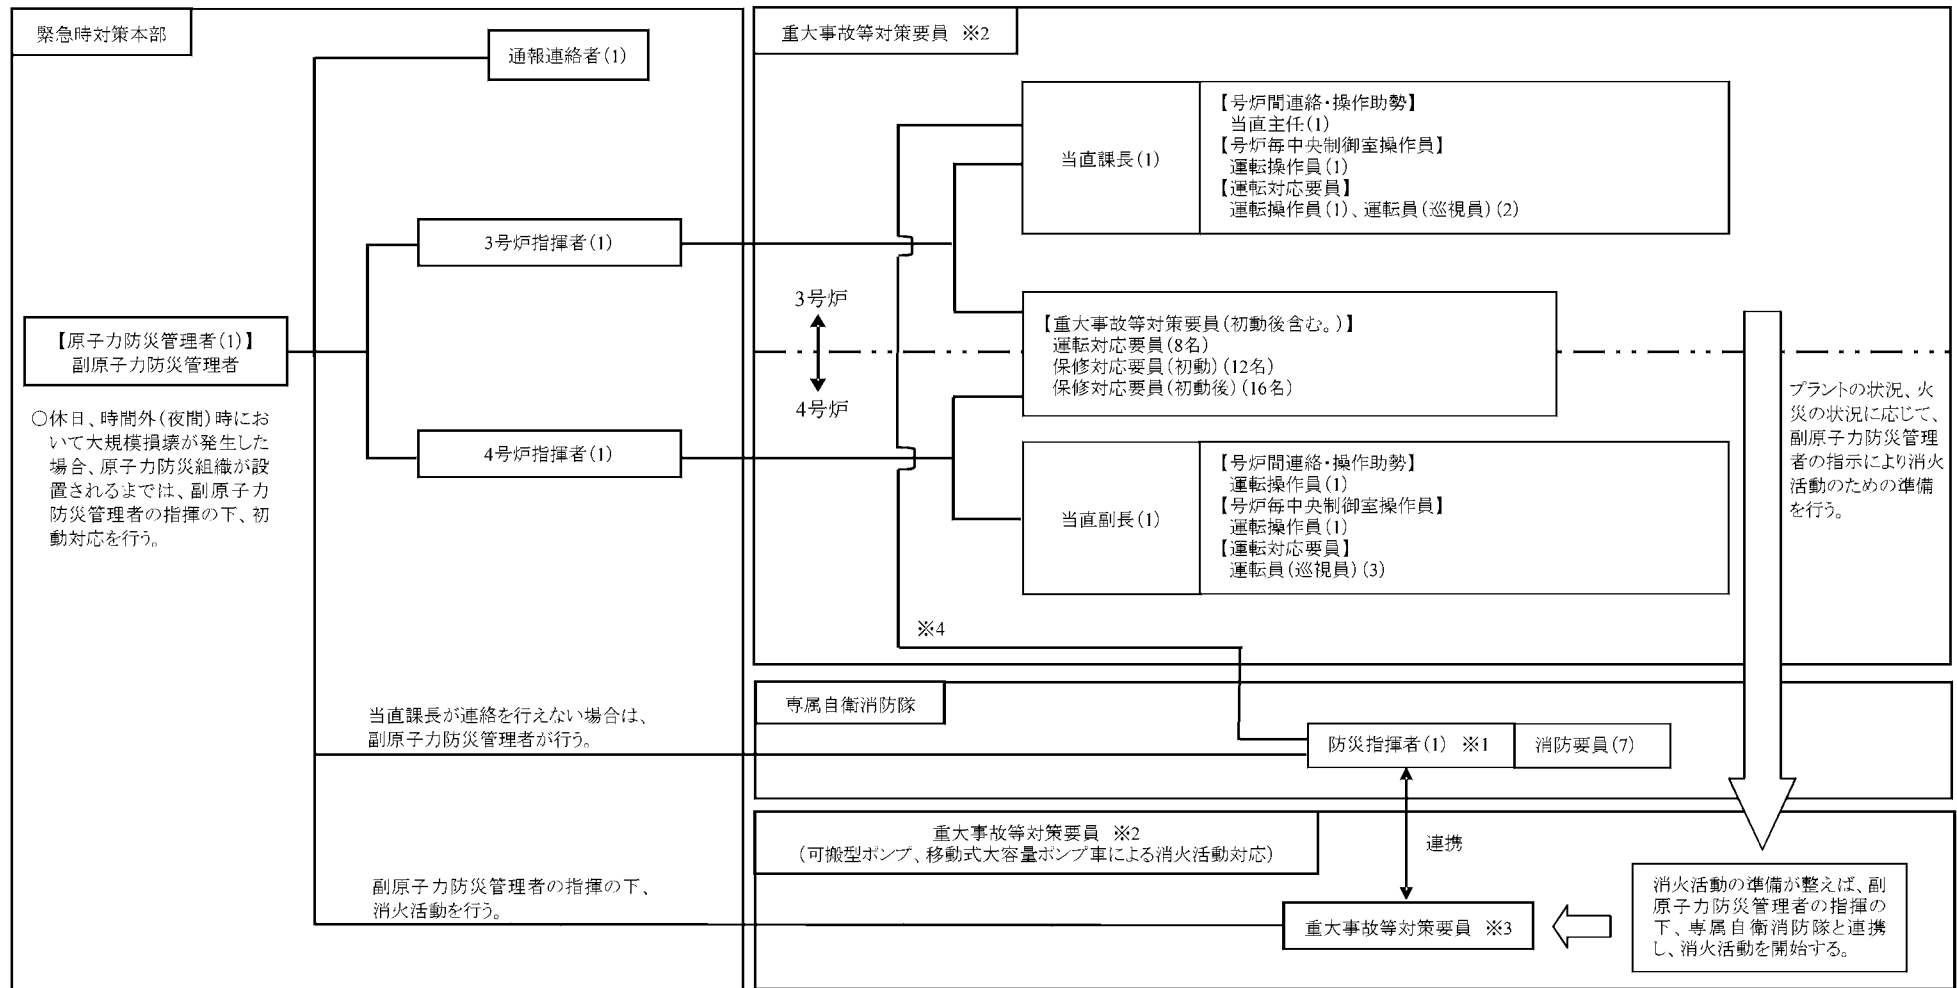 緊急時対策本部
通報連絡者(1)
3号炉指揮者(1)
【原子力防災管理者(1)】
副原子力防災管理者
○休日、時間外(夜間)時にお
いて大規模損壊が発生した
場合、原子力防災組織が設
置されるまでは、副原子力
防災管理者の指揮の下、初
動対応を行う。
4号炉指揮者(1)
当直課長が連絡を行えない場合は、
副原子力防災管理者が行う。
副原子力防災管理者の指揮の下、
消火活動を行う。
重大事故等対策要員 ※2
当直課長(1)
【号炉間連絡・操作助勢】
当直主任(1)
【号炉毎中央制御室操作員】
運転操作員(1)
【運転対応要員】
運転操作員(1)、運転員(巡視員)(2)
3号炉
4号炉
【重大事故等対策要員(初動後含む。)】
運転対応要員(8名)
保修対応要員(初動)(12名)
保修対応要員(初動後)(16名)
当直副長(1)
【号炉間連絡・操作助勢】
運転操作員(1)
【号炉毎中央制御室操作員】
運転操作員(1)
【運転対応要員】
運転員(巡視員)(3)
※4
プラントの状況、火
災の状況に応じて、
副原子力防災管理
者の指示により消火
活動のための準備
を行う。
専属自衛消防隊
防災指揮者(1) ※1
消防要員(7)
重大事故等対策要員 ※2
(可搬型ポンプ、移動式大容量ポンプ車による消火活動対応)
連携
重大事故等対策要員 ※3
消火活動の準備が整えば、副
原子力防災管理者の指揮の
下、専属自衛消防隊と連携
し、消火活動を開始する。